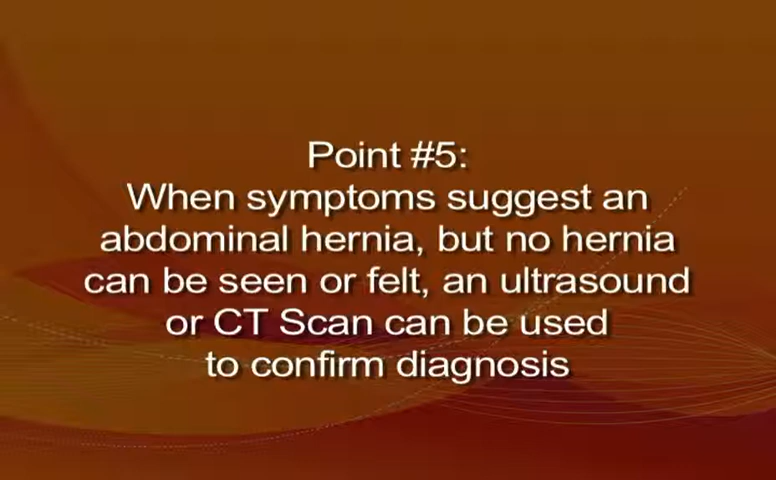 Point #5:
When symptoms suggest an
abdominal hernia, but no hernia
can be seen or felt, an ultrasound
or CT Scan can be used
to confirm diagnosis